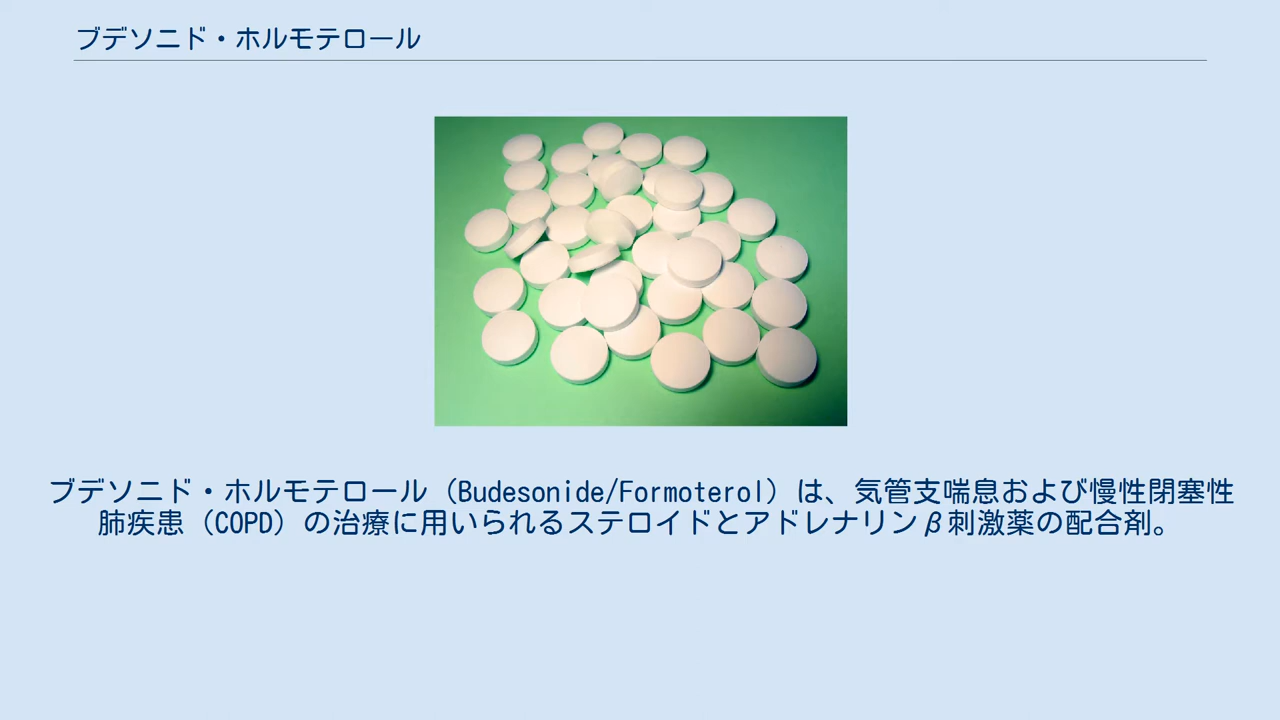 ブデソニド・ホルモテロール
ブデソニド・ホルモテロール（Budesonide/Formoterol）は、気管支喘息および慢性閉塞性
肺疾患（COPD）の治療に用いられるステロイドとアドレナリンβ刺激薬の配合剤。